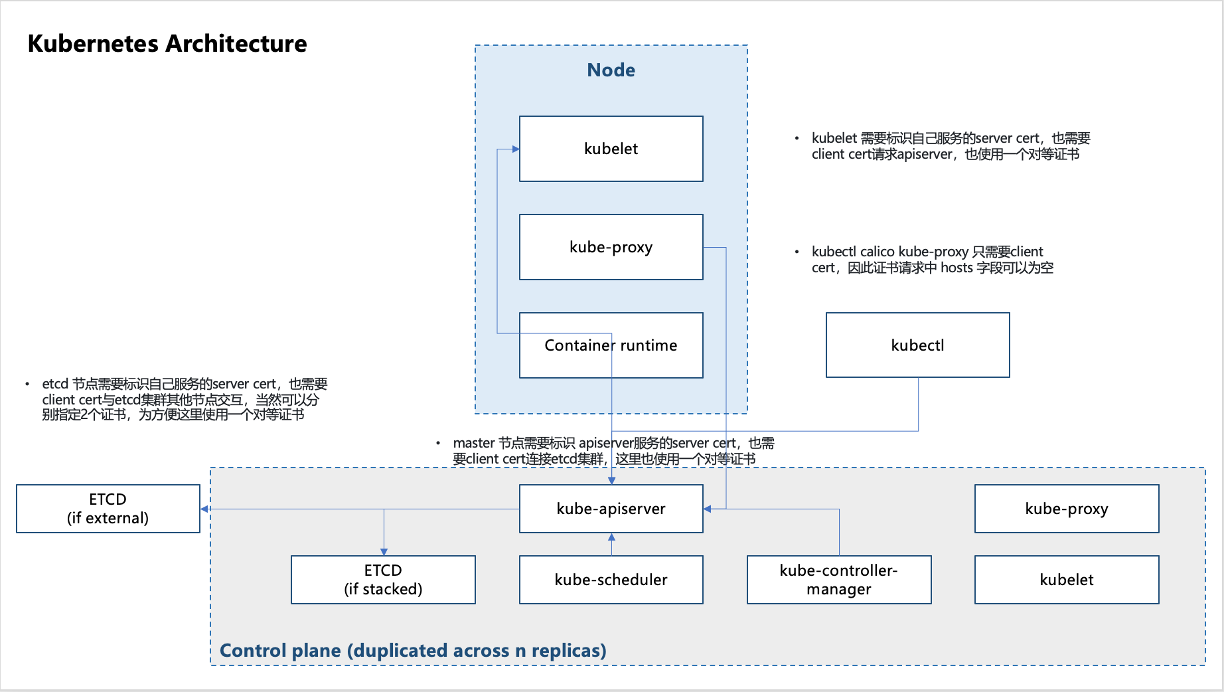 Kubernetes Architecture
Node
kubelet
kube-proxy
Container runtime
• kubelet 需要标识自己服务的server cert，也需要
client cert请求apiserver，也使用一个对等证书
• kubectl calico kube-proxy 只需要client
cert，因此证书请求中 hosts 字段可以为空
kubectl
• etcd 节点需要标识自己服务的server cert，也需要
client cert与etcd集群其他节点交互，当然可以分
别指定2个证书，为方便这里使用一个对等证书
• master 节点需要标识 apiserver服务的server cert，也需
要client cert连接etcd集群，这里也使用一个对等证书
ETCD
(if external)
kube-apiserver
kube-proxy
ETCD
(if stacked)
kube-scheduler
kube-controller-
manager
kubelet
Control plane (duplicated across n replicas)